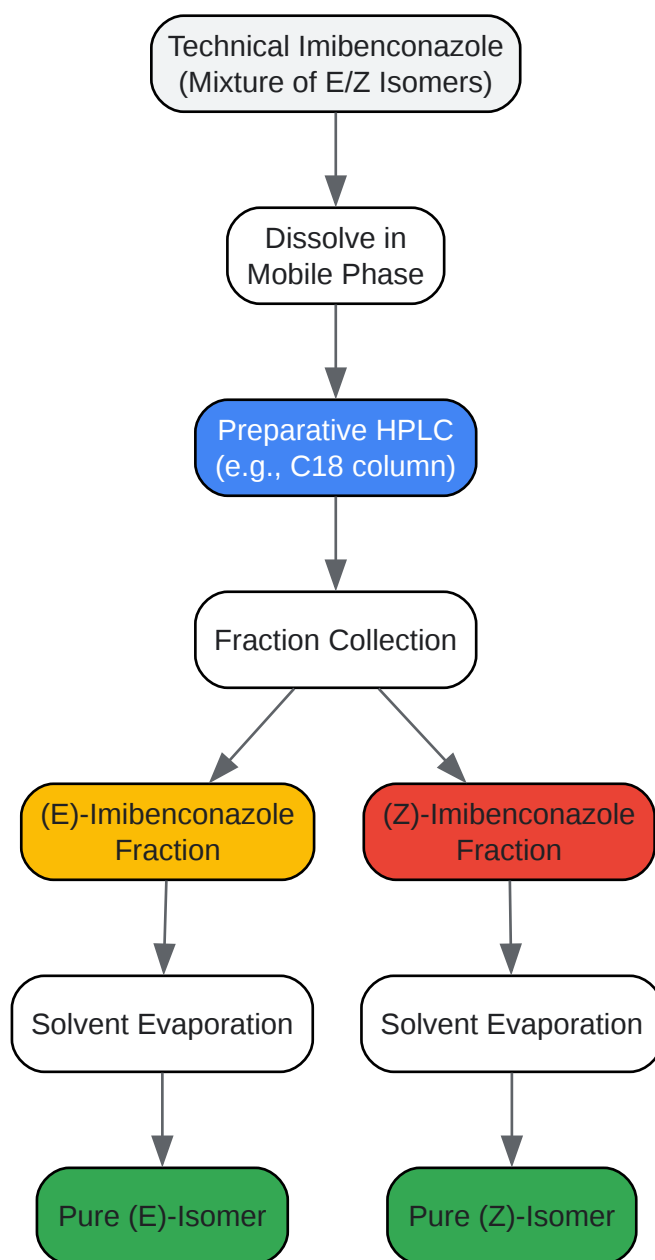 Technical Imibenconazole
(Mixture of E/Z Isomers)
Dissolve in
Mobile Phase
Preparative HPLC
(e.g., C18 column)
Fraction Collection
(E)-Imibenconazole
Fraction
(Z)-Imibenconazole
Fraction
Solvent Evaporation
Solvent Evaporation
Pure (E)-Isomer
Pure (Z)-Isomer